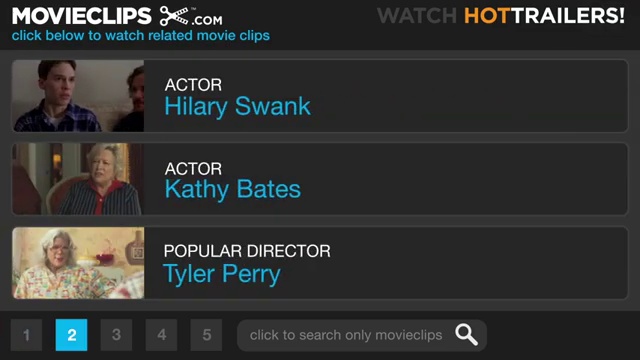 MOVIECLIPS .COM
WATCH HOTTRAILERS!
click below to watch related movie clips
ACTOR
Hilary Swank
ACTOR
Kathy Bates
POPULAR DIRECTOR
Tyler Perry
1 2 3 4 5 click to search only movieclips